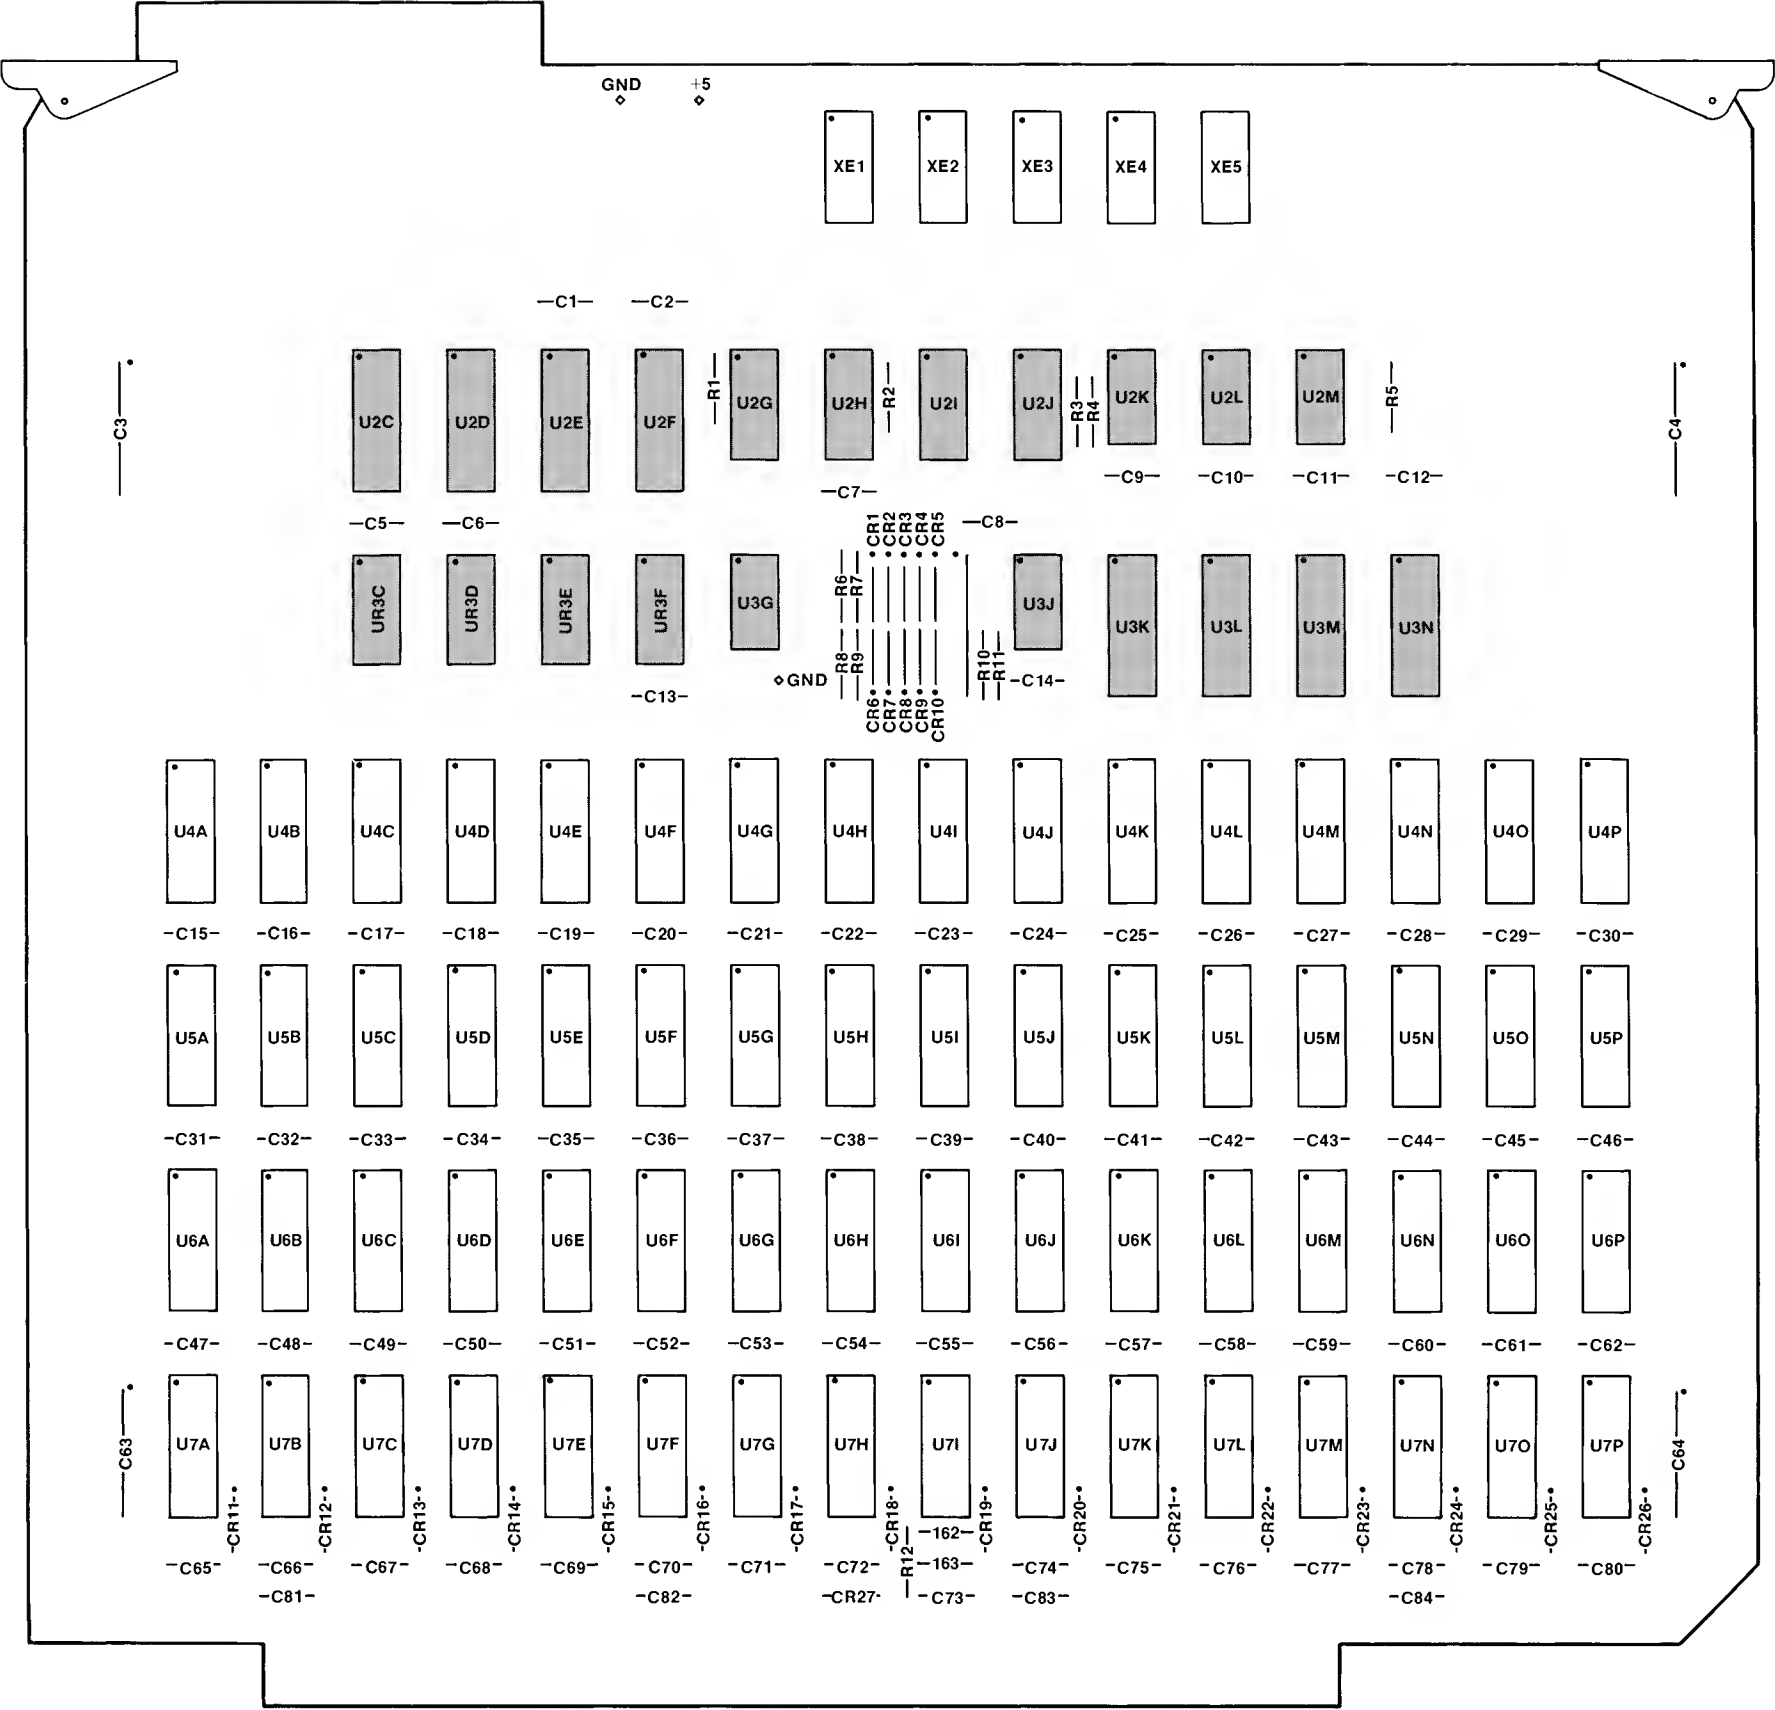 GND +5
XE1 XE2 XE3 XE4 XE5
C1 C2
U2C U2D U2E U2F R1 U2G U2H R2 U2I U2J R3 R4 U2K U2L U2M R5
C3 C4
C9 C10 C11 C12
C7
C5 C6 CR1 CR2 CR3 CR4 CR5 C8
UR3C UR3D UR3E UR3F U3G R6 R7 U3J U3K U3L U3M U3N
R8 R9 R10 R11
GND C14
C13 CR6 CR7 CR8 CR9 CR10
U4A U4B U4C U4D U4E U4F U4G U4H U4I U4J U4K U4L U4M U4N U4O U4P
C15 C16 C17 C18 C19 C20 C21 C22 C23 C24 C25 C26 C27 C28 C29 C30
U5A U5B U5C U5D U5E U5F U5G U5H U5I U5J U5K U5L U5M U5N U5O U5P
C31 C32 C33 C34 C35 C36 C37 C38 C39 C40 C41 C42 C43 C44 C45 C46
U6A U6B U6C U6D U6E U6F U6G U6H U6I U6J U6K U6L U6M U6N U6O U6P
C47 C48 C49 C50 C51 C52 C53 C54 C55 C56 C57 C58 C59 C60 C61 C62
C63 U7A U7B U7C U7D U7E U7F U7G U7H U7I U7J U7K U7L U7M U7N U7O U7P C64
CR11 CR12 CR13 CR14 CR15 CR16 CR17 CR18 162 CR19 CR20 CR21 CR22 CR23 CR24 CR25 CR26
C65 C66 C67 C68 C69 C70 C71 C72 R12 163 C74 C75 C76 C77 C78 C79 C80
C81 C82 CR27 C73 C83 C84